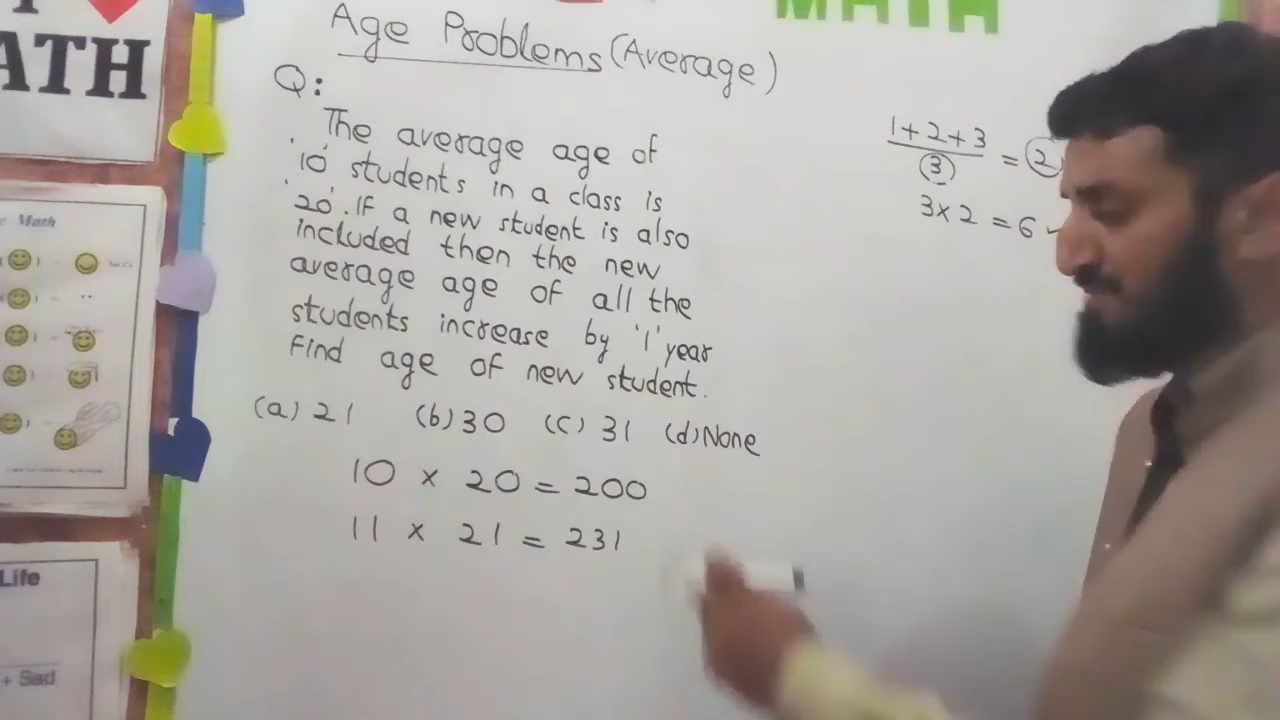 MATH
ATH
Age Problems (Average)
Q:
The average age of
'10' students in a class is
'20'. If a new student is also
included then the new
average age of all the
students increase by '1' year
Find age of new student.
(a) 21 (b) 30 (c) 31 (d) None
10 × 20 = 200
11 × 21 = 231
1+2+3
3
= 2
3×2 = 6 ✓
Math
Life
+ Sad